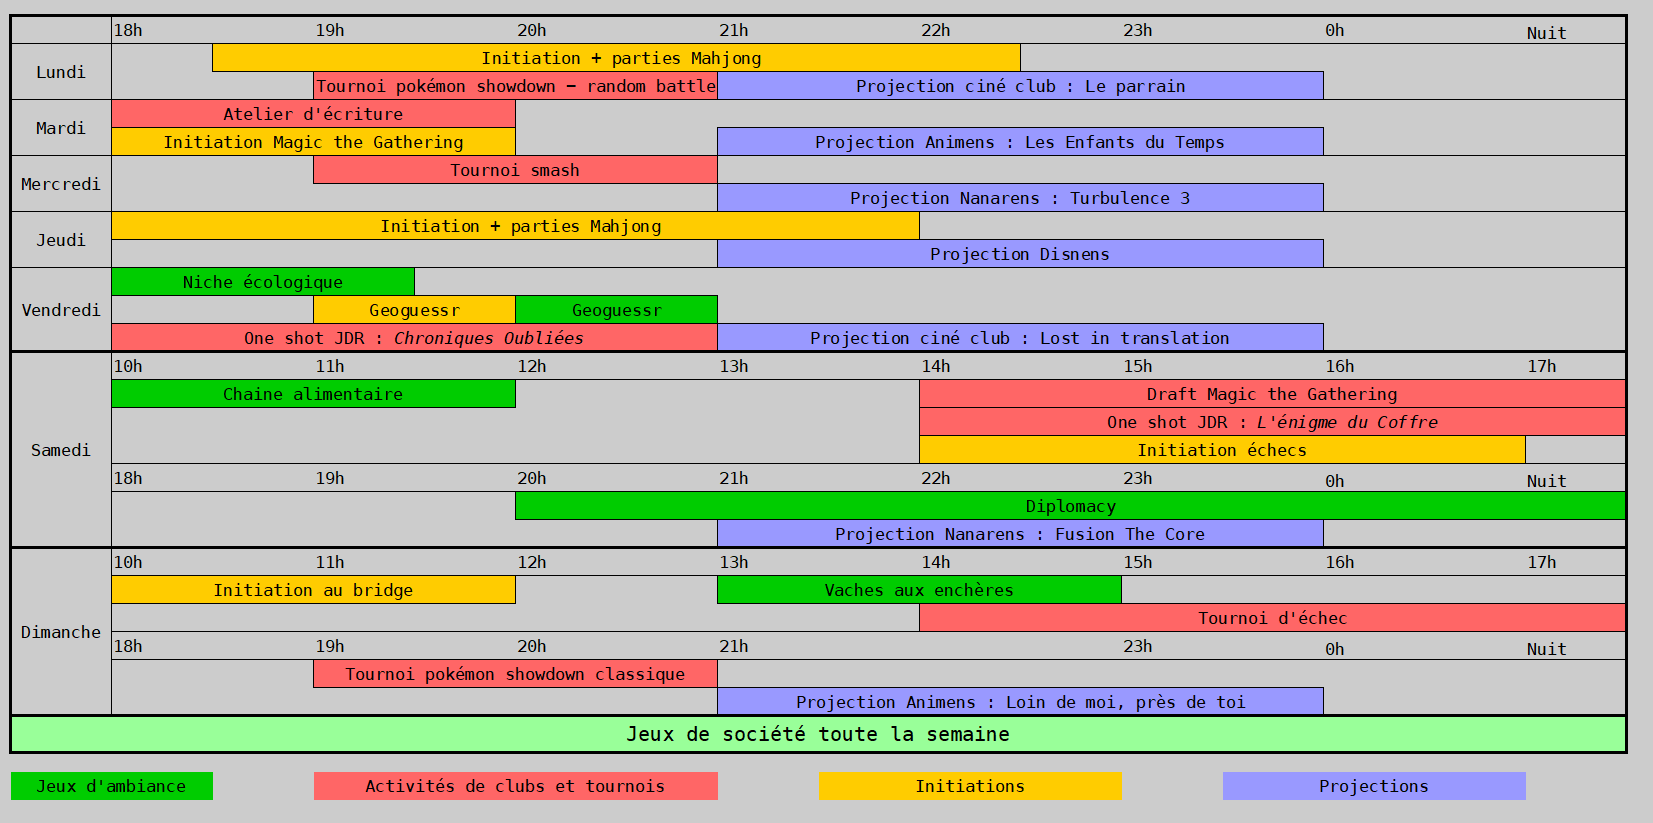 18h 19h 20h 21h 22h 23h 0h Nuit
Lundi
Initiation + parties Mahjong
Tournoi pokémon showdown – random battle
Projection ciné club : Le parrain
Mardi
Atelier d'écriture
Initiation Magic the Gathering
Projection Animens : Les Enfants du Temps
Mercredi
Tournoi smash
Projection Nanarens : Turbulence 3
Jeudi
Initiation + parties Mahjong
Projection Disnens
Vendredi
Niche écologique
Geoguessr
Geoguessr
One shot JDR : Chroniques Oubliées
Projection ciné club : Lost in translation
Samedi
10h 11h 12h 13h 14h 15h 16h 17h
Chaine alimentaire
Draft Magic the Gathering
One shot JDR : L'énigme du Coffre
Initiation échecs
18h 19h 20h 21h 22h 23h 0h Nuit
Diplomacy
Projection Nanarens : Fusion The Core
Dimanche
10h 11h 12h 13h 14h 15h 16h 17h
Initiation au bridge
Vaches aux enchères
Tournoi d'échec
18h 19h 20h 21h 23h 0h Nuit
Tournoi pokémon showdown classique
Projection Animens : Loin de moi, près de toi
Jeux de société toute la semaine
Jeux d'ambiance
Activités de clubs et tournois
Initiations
Projections